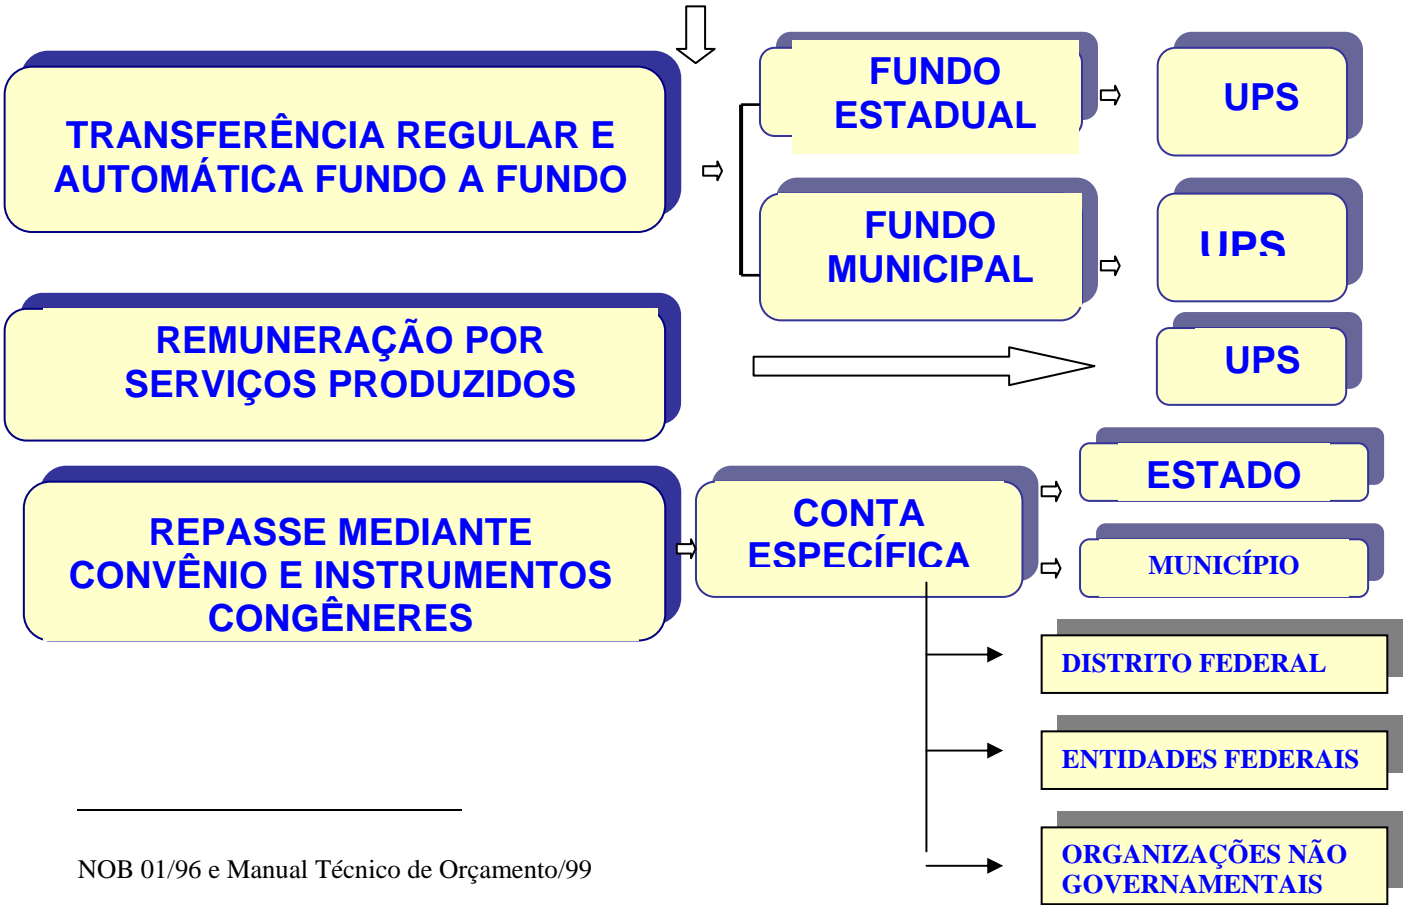 TRANSFERÊNCIA REGULAR E
AUTOMÁTICA FUNDO A FUNDO
FUNDO
ESTADUAL
UPS
FUNDO
MUNICIPAL
UPS
REMUNERAÇÃO POR
SERVIÇOS PRODUZIDOS
UPS
REPASSE MEDIANTE
CONVÊNIO E INSTRUMENTOS
CONGÊNERES
CONTA
ESPECÍFICA
ESTADO
MUNICÍPIO
DISTRITO FEDERAL
ENTIDADES FEDERAIS
ORGANIZAÇÕES NÃO
GOVERNAMENTAIS
NOB 01/96 e Manual Técnico de Orçamento/99